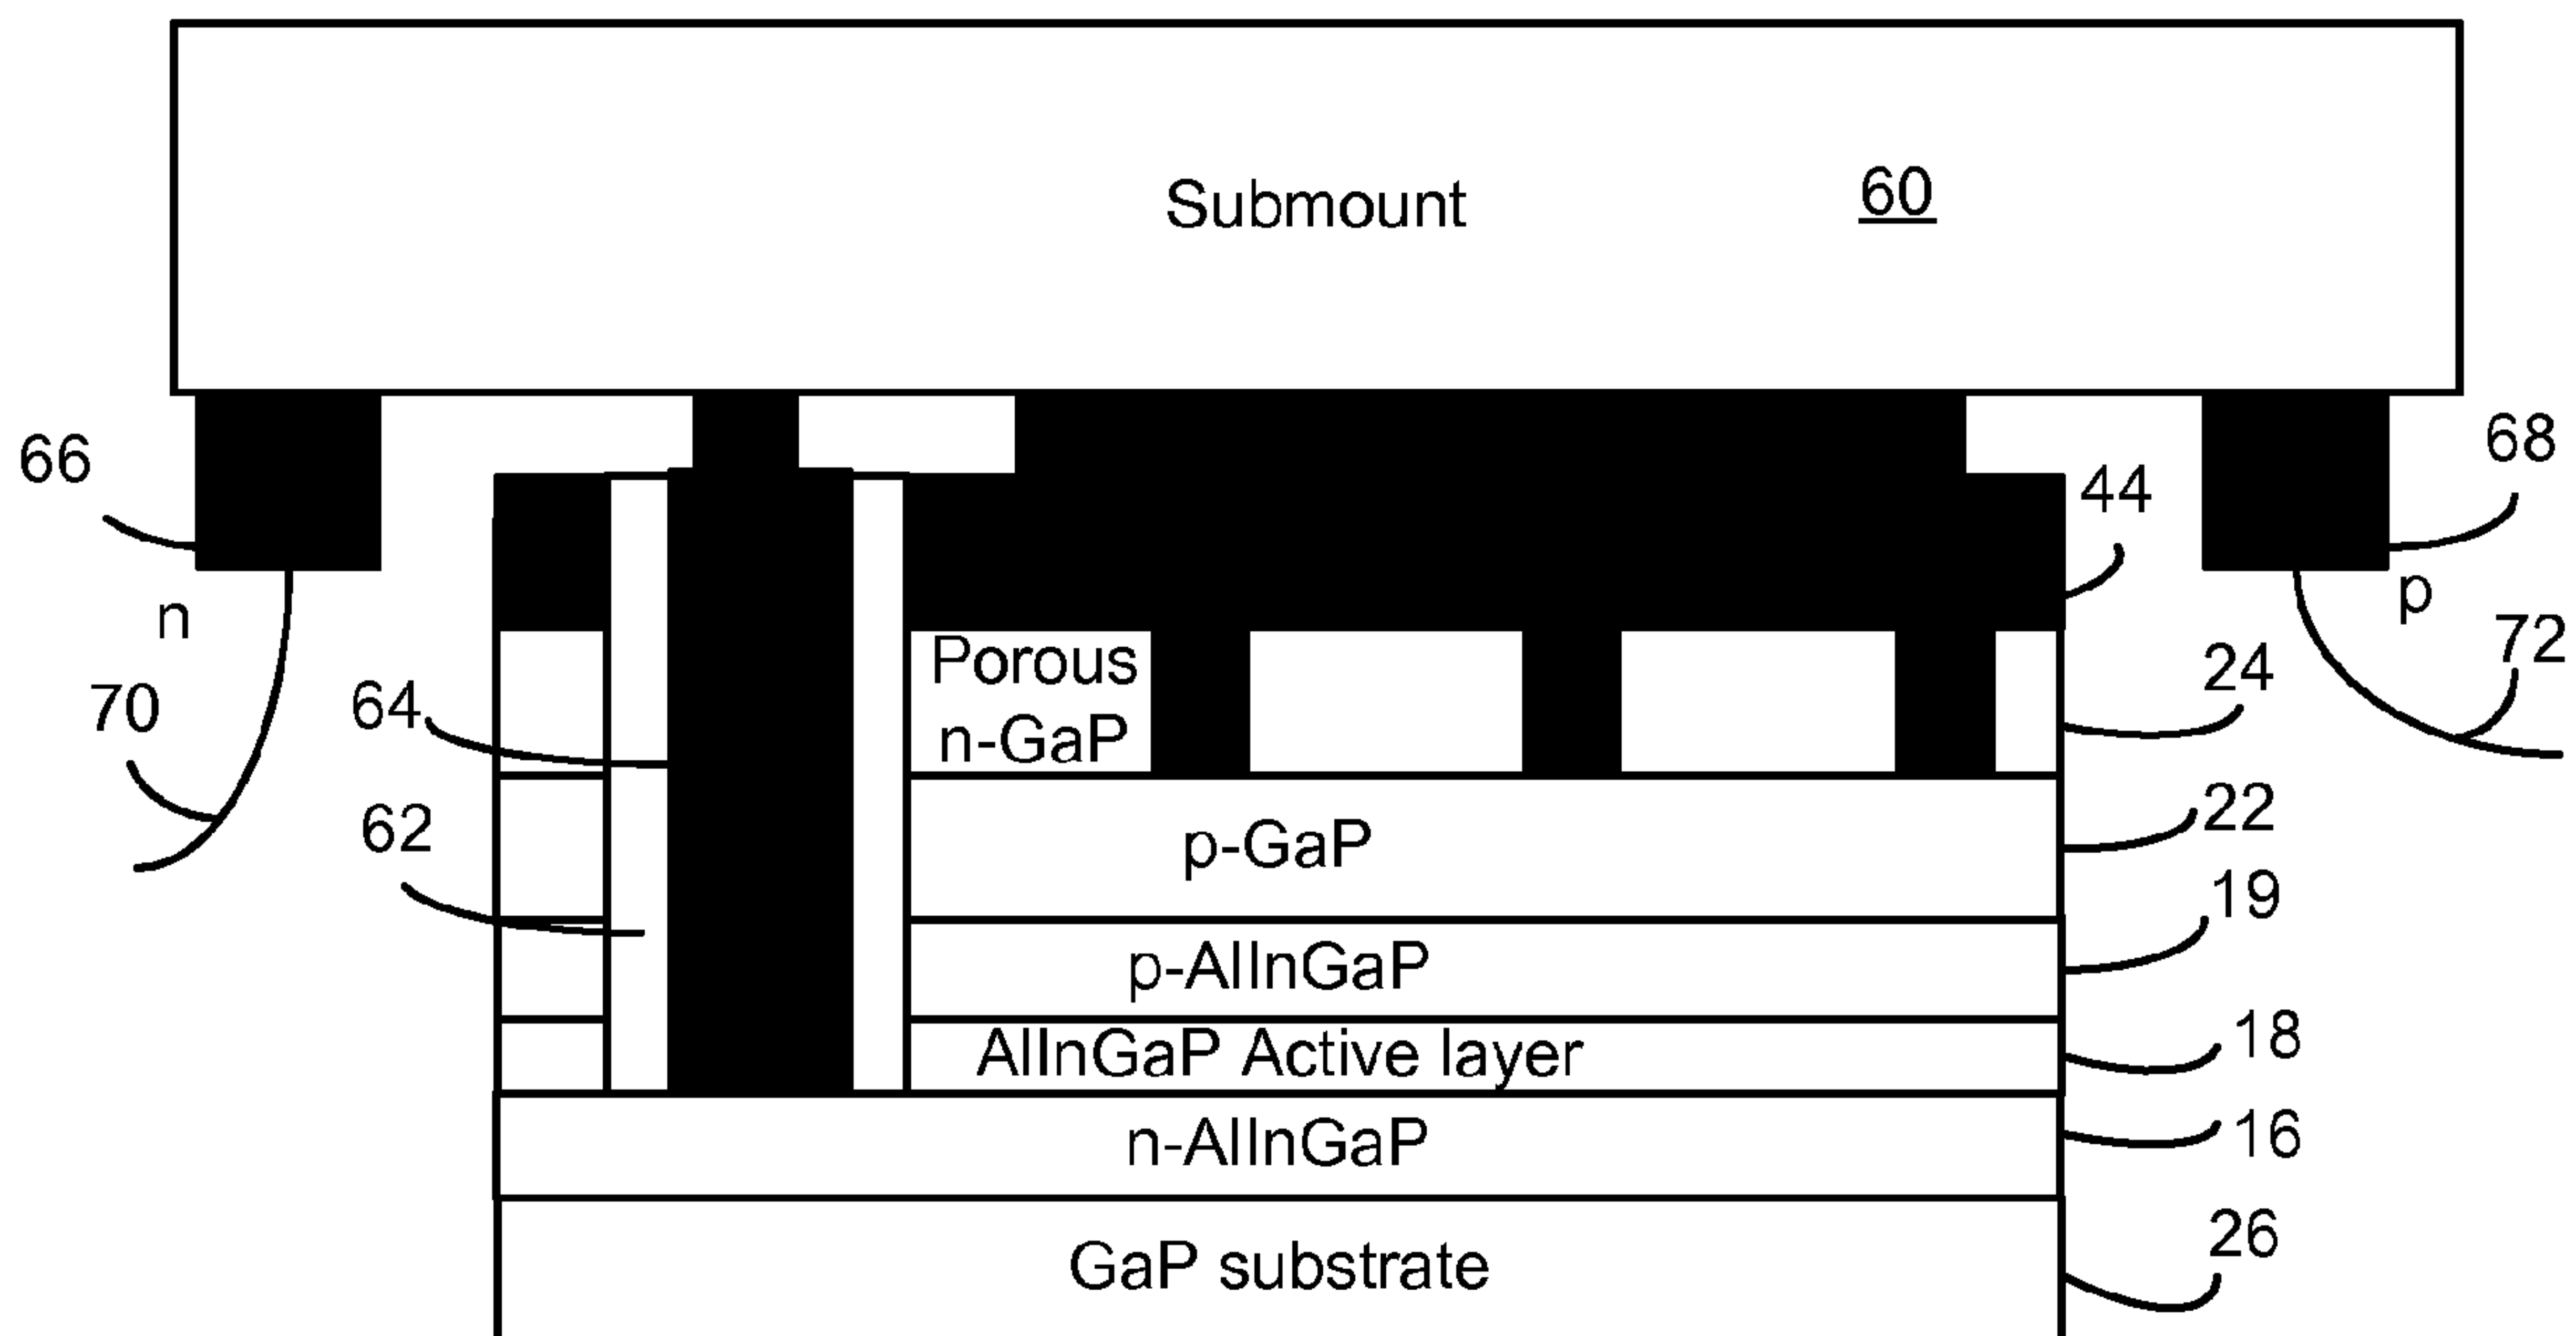 Submount 60
66
68
44
n
p
72
Porous
n-GaP
24
70
64
62
p-GaP
22
19
p-AlInGaP
AlInGaP Active layer
18
n-AlInGaP
16
GaP substrate
26